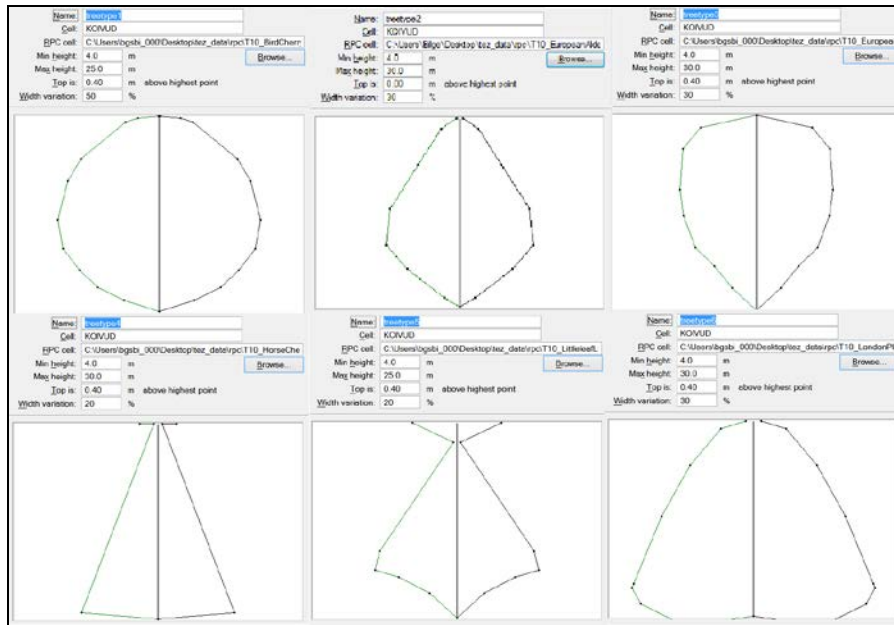 Name: treetype1
Cell: KOIVUD
RPC cell: C:\Users\bgsbi_000\Desktop\tez_data\rpc\T10_BirdCherr
Min height: 4.0 m
Max height: 25.0 m
Browse...
Top is: 0.40 m above highest point
Width variation: 50 %
Name: treetype2
Cell: KOIVUD
RPC cell: C:\Users\Bilge\Desktop\tez_data\rpc\T10_EuropeanAlde
Min height: 4.0 m
Max height: 30.0 m
Browse...
Top is: 0.00 m above highest point
Width variation: 30 %
Cell: KOIVUD
RPC cell: C:\Users\bgsbi_000\Desktop\tez_data\rpc\T10_European
Min height: 4.0 m
Max height: 30.0 m
Browse...
Top is: 0.40 m above highest point
Width variation: 30 %
Name: treetype4
Cell: KOIVUD
RPC cell: C:\Users\bgsbi_000\Desktop\tez_data\rpc\T10_HorseChe
Min height: 4.0 m
Max height: 30.0 m
Browse...
Top is: 0.40 m above highest point
Width variation: 20 %
Name: treetype5
Cell: KOIVUD
RPC cell: C:\Users\bgsbi_000\Desktop\tez_data\rpc\T10_LittleleafL
Min height: 4.0 m
Max height: 25.0 m
Browse...
Top is: 0.40 m above highest point
Width variation: 20 %
Name: treetype6
Cell: KOIVUD
RPC cell: C:\Users\bgsbi_000\Desktop\tez_data\rpc\T10_LondonPl
Min height: 4.0 m
Max height: 30.0 m
Browse...
Top is: 0.40 m above highest point
Width variation: 30 %